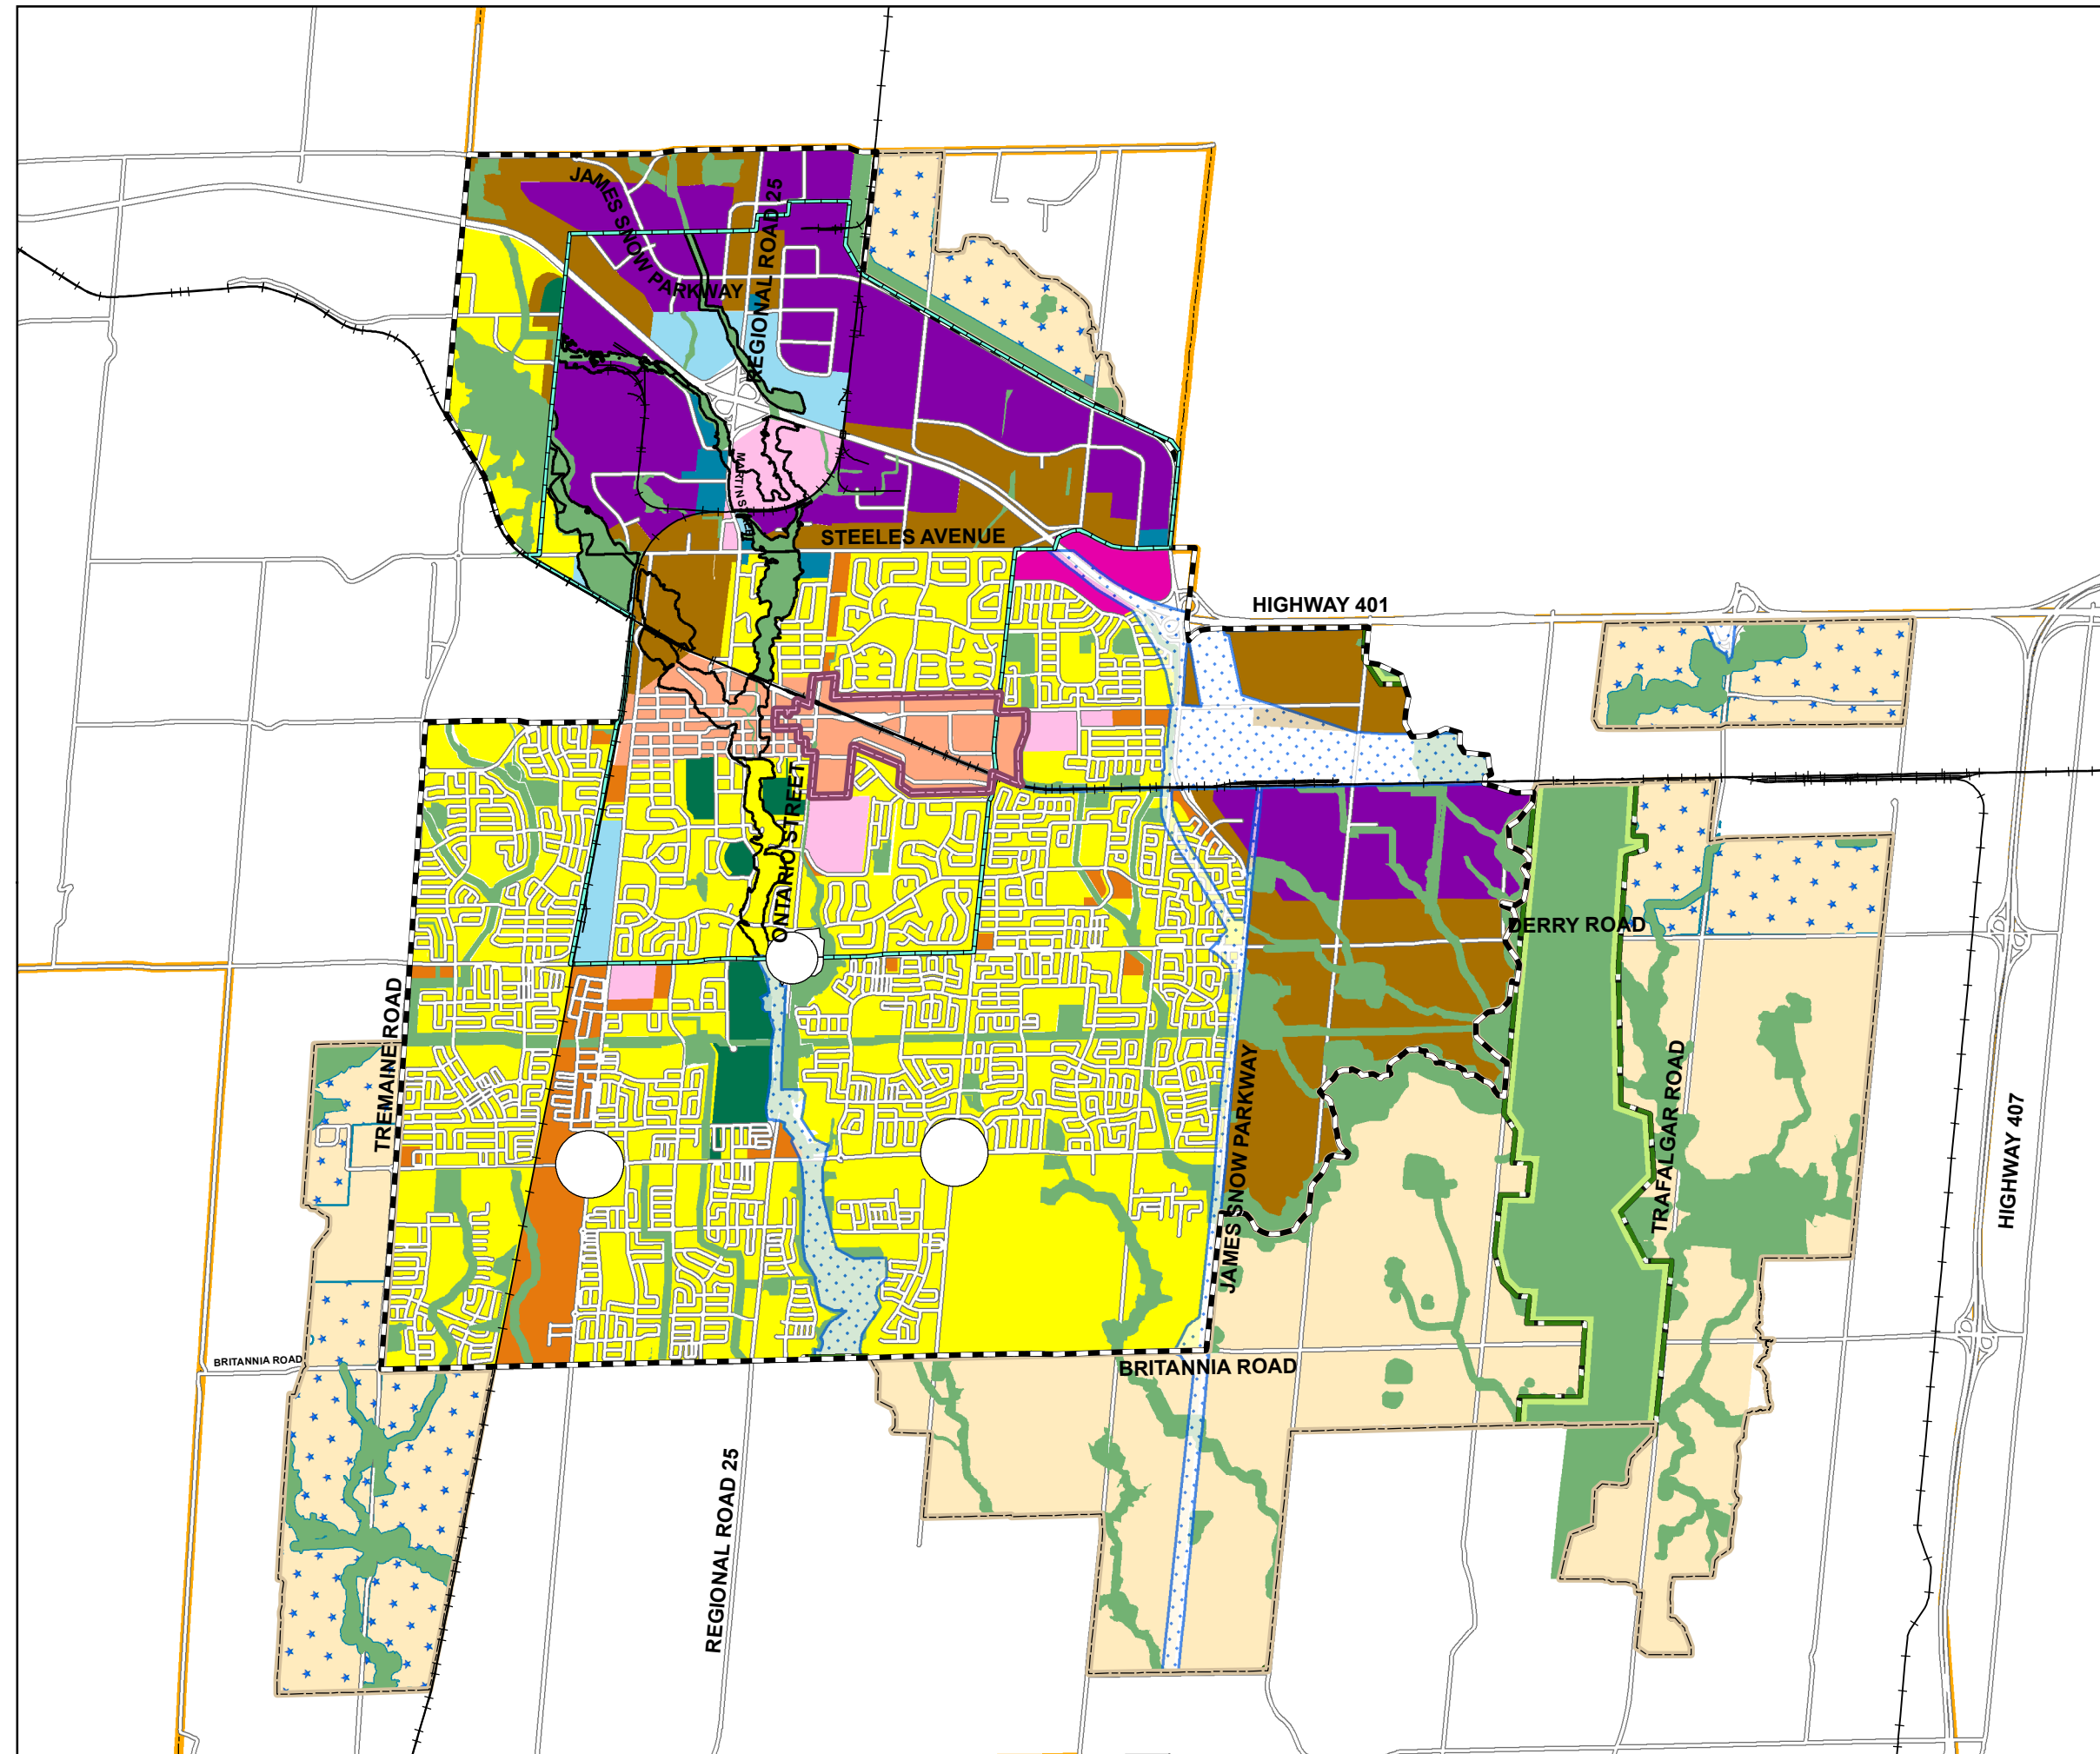 JAMES SNOW PARKWAY
REGIONAL ROAD 25
STEELES AVENUE
HIGHWAY 401
ONTARIO STREET
DERRY ROAD
TREMAINE ROAD
JAMES SNOW PARKWAY
TRAFALGAR ROAD
HIGHWAY 407
BRITANNIA ROAD
BRITANNIA ROAD
REGIONAL ROAD 25